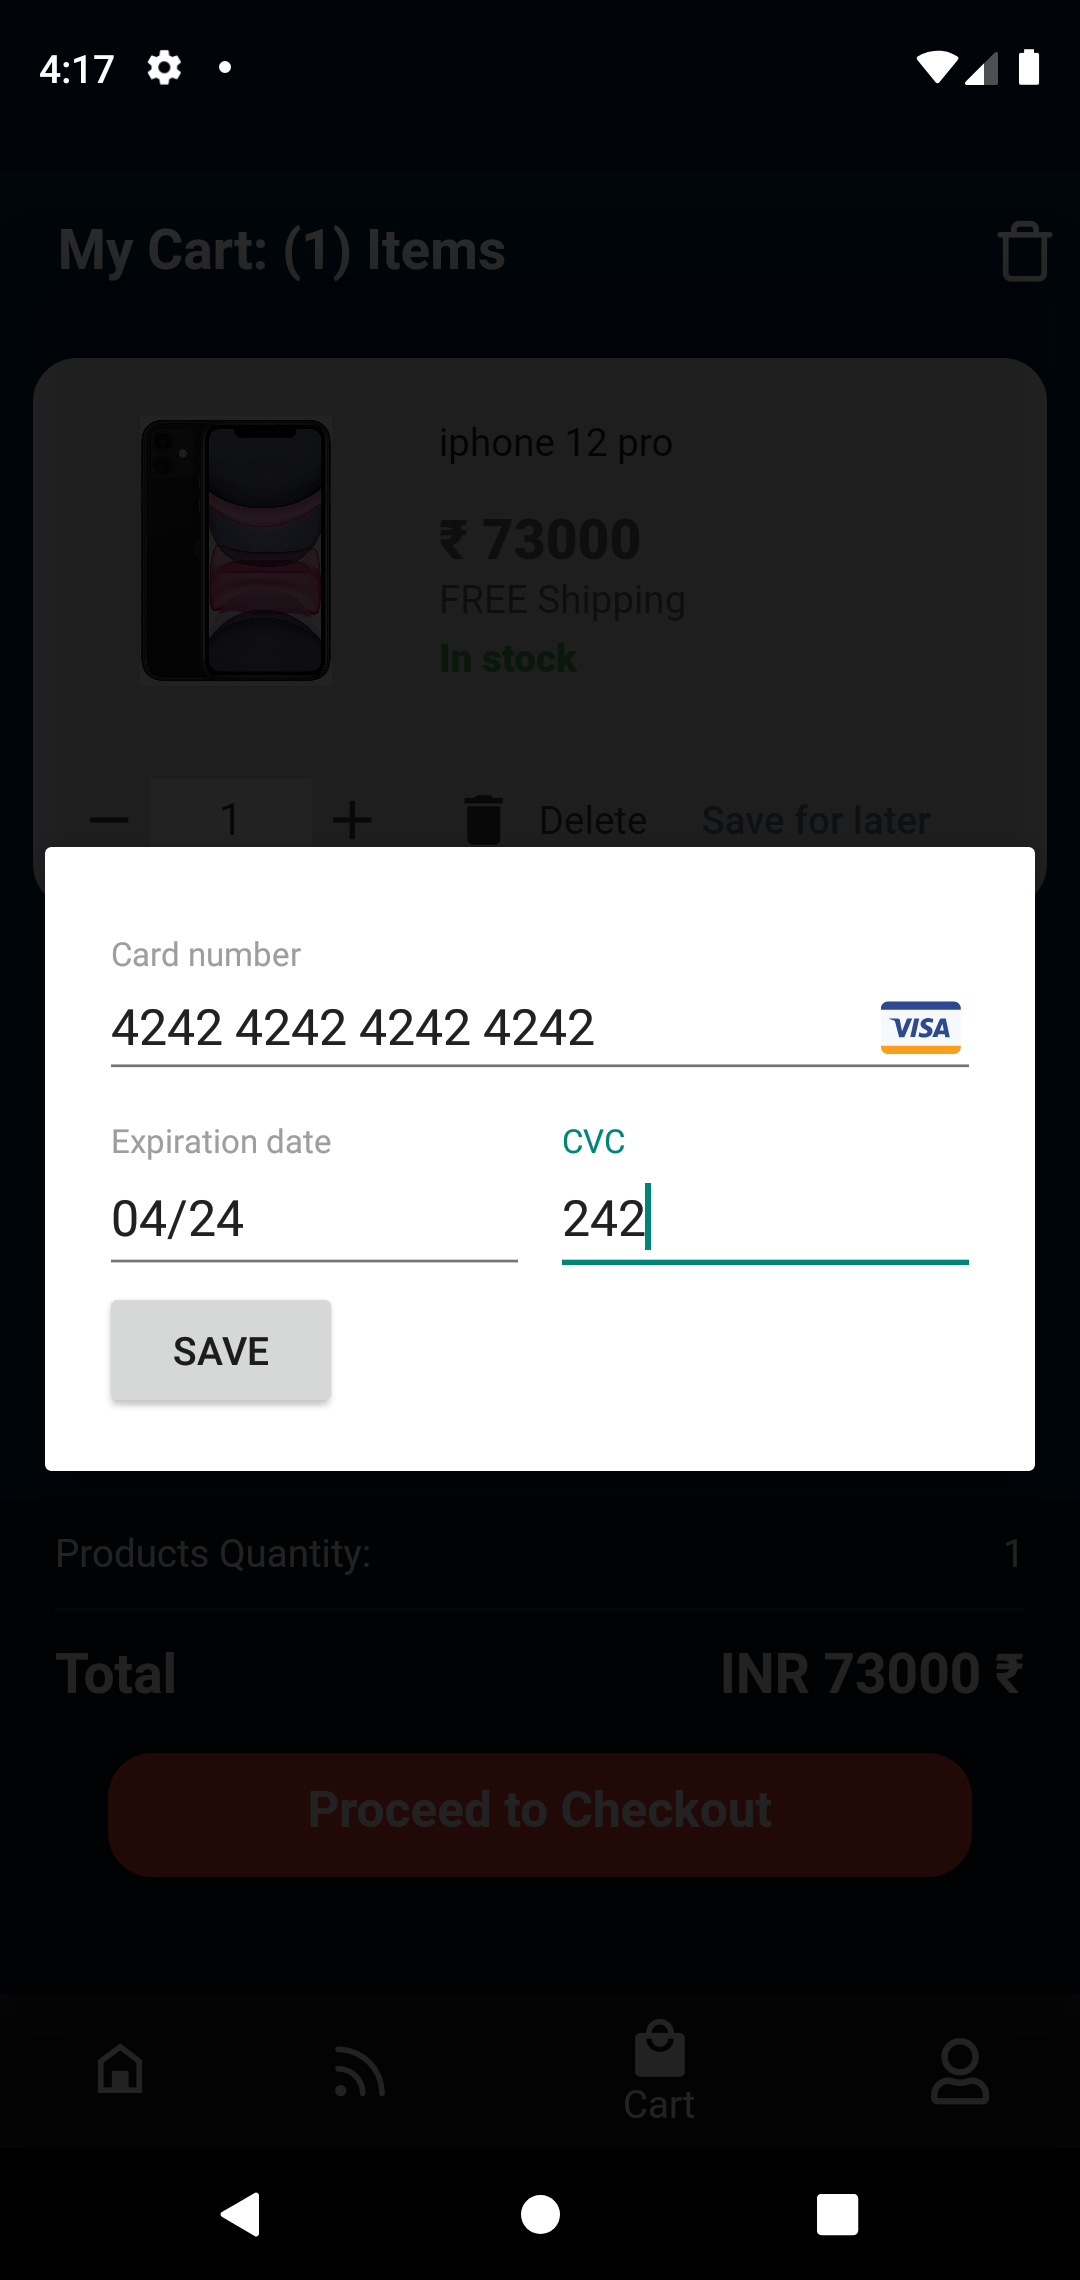 4:17
My Cart: (1) Items
iphone 12 pro
₹ 73000
FREE Shipping
In stock
1
Delete
Save for later
Card number
4242 4242 4242 4242
VISA
Expiration date
CVC
04/24
242
SAVE
Products Quantity:
1
Total
INR 73000 ₹
Proceed to Checkout
Cart